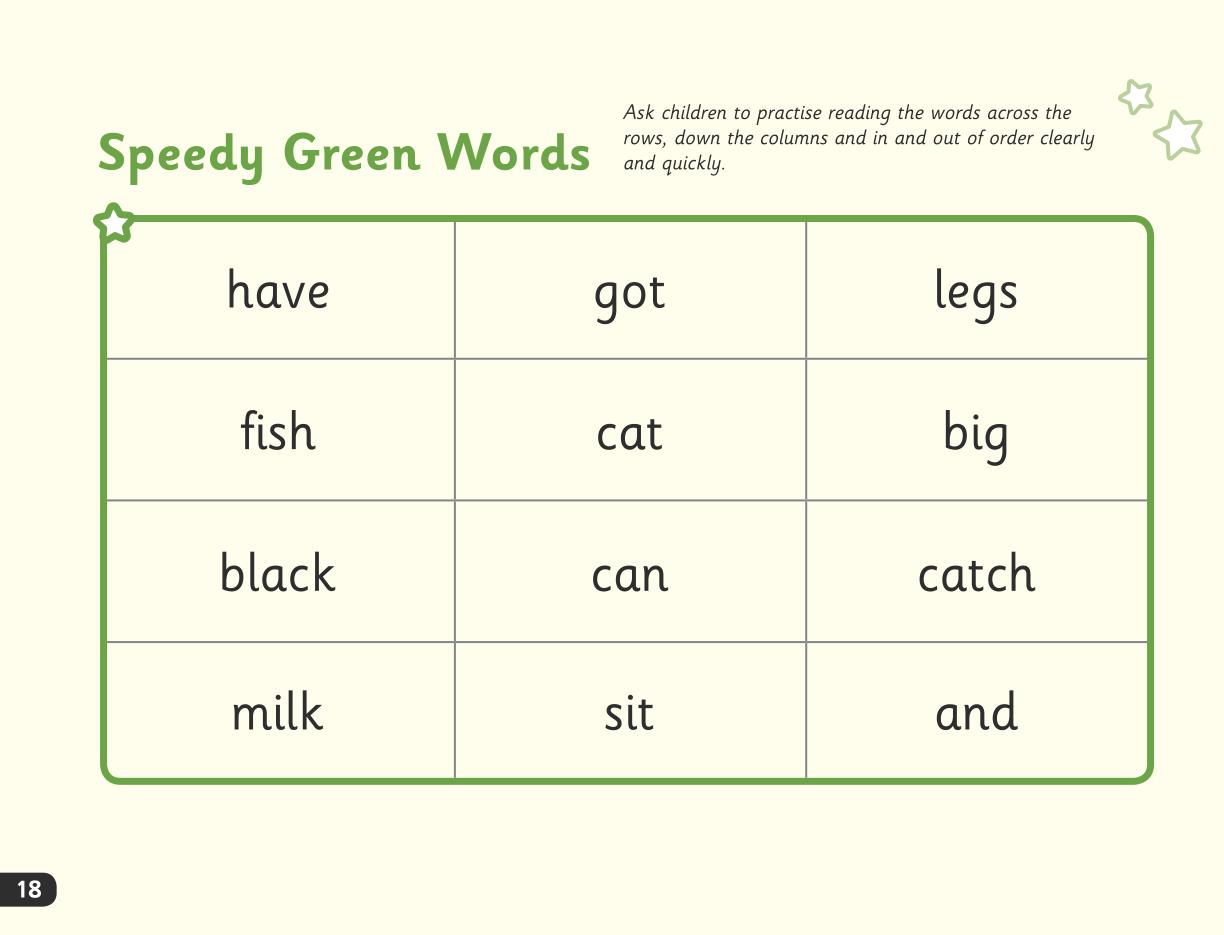 Speedy Green Words
Ask children to practise reading the words across the
rows, down the columns and in and out of order clearly
and quickly.
have got legs
fish cat big
black can catch
milk sit and
18